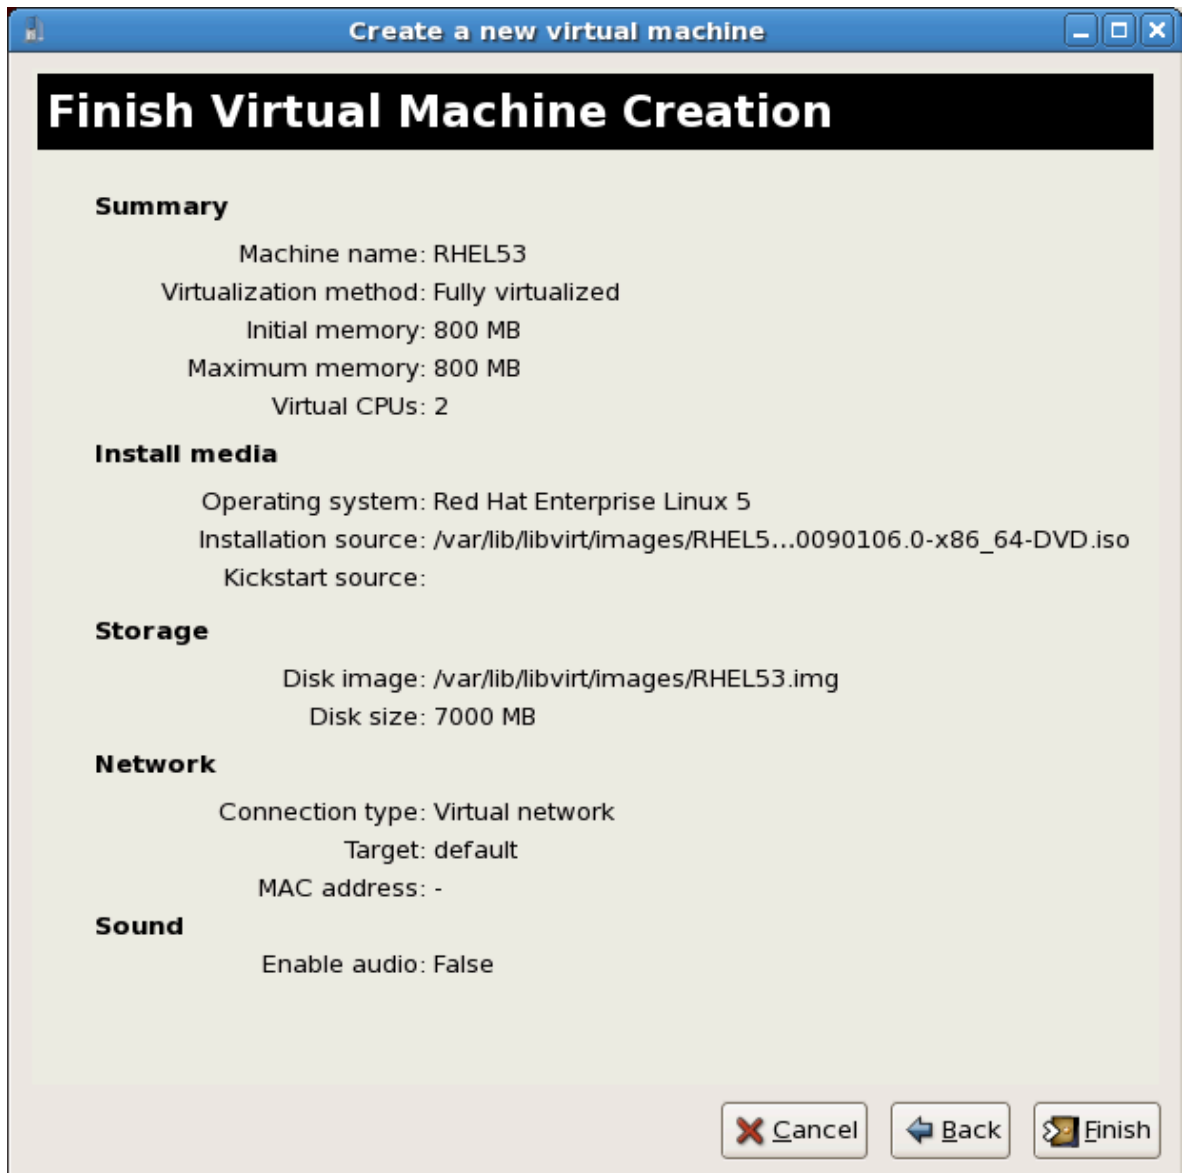 Create a new virtual machine
Finish Virtual Machine Creation
Summary
Machine name: RHEL53
Virtualization method: Fully virtualized
Initial memory: 800 MB
Maximum memory: 800 MB
Virtual CPUs: 2
Install media
Operating system: Red Hat Enterprise Linux 5
Installation source: /var/lib/libvirt/images/RHEL5...0090106.0-x86_64-DVD.iso
Kickstart source:
Storage
Disk image: /var/lib/libvirt/images/RHEL53.img
Disk size: 7000 MB
Network
Connection type: Virtual network
Target: default
MAC address: -
Sound
Enable audio: False
Cancel Back Finish